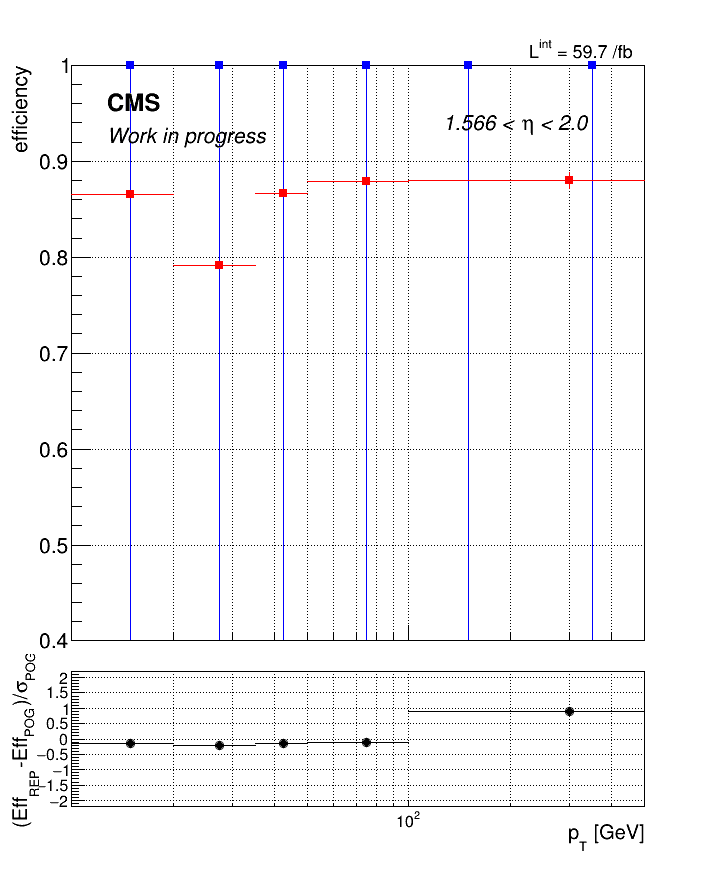 L^int = 59.7 /fb
efficiency
CMS
Work in progress
1.566 < η < 2.0
1
0.9
0.8
0.7
0.6
0.5
0.4
(Eff_REP -Eff_POG)/σ_POG
2
1.5
1
0.5
0
−0.5
−1
−1.5
−2
10^2
p_T [GeV]